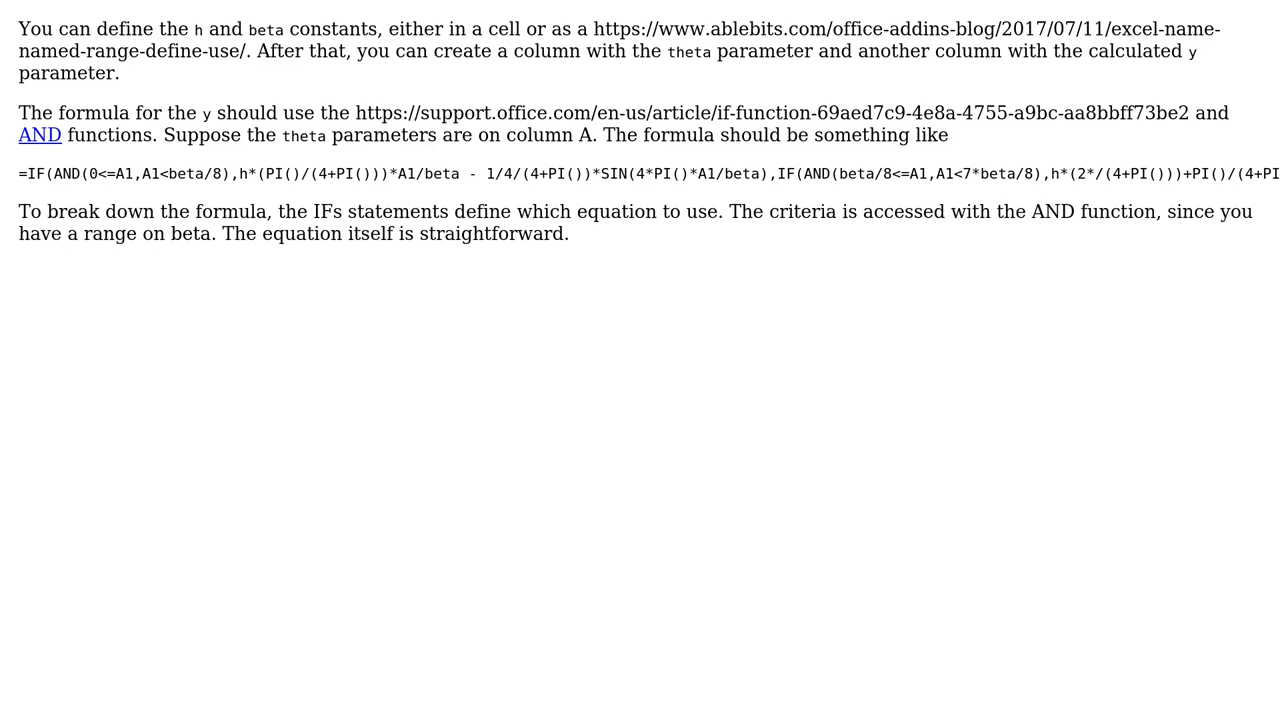 You can define the h and beta constants, either in a cell or as a https://www.ablebits.com/office-addins-blog/2017/07/11/excel-name-
named-range-define-use/. After that, you can create a column with the theta parameter and another column with the calculated y
parameter.
The formula for the y should use the https://support.office.com/en-us/article/if-function-69aed7c9-4e8a-4755-a9bc-aa8bbff73be2 and
AND functions. Suppose the theta parameters are on column A. The formula should be something like
=IF(AND(0<=A1,A1<beta/8),h*(PI()/(4+PI()))*A1/beta - 1/4/(4+PI())*SIN(4*PI()*A1/beta),IF(AND(beta/8<=A1,A1<7*beta/8),h*(2*/(4+PI()))+PI()/(4+PI
To break down the formula, the IFs statements define which equation to use. The criteria is accessed with the AND function, since you
have a range on beta. The equation itself is straightforward.